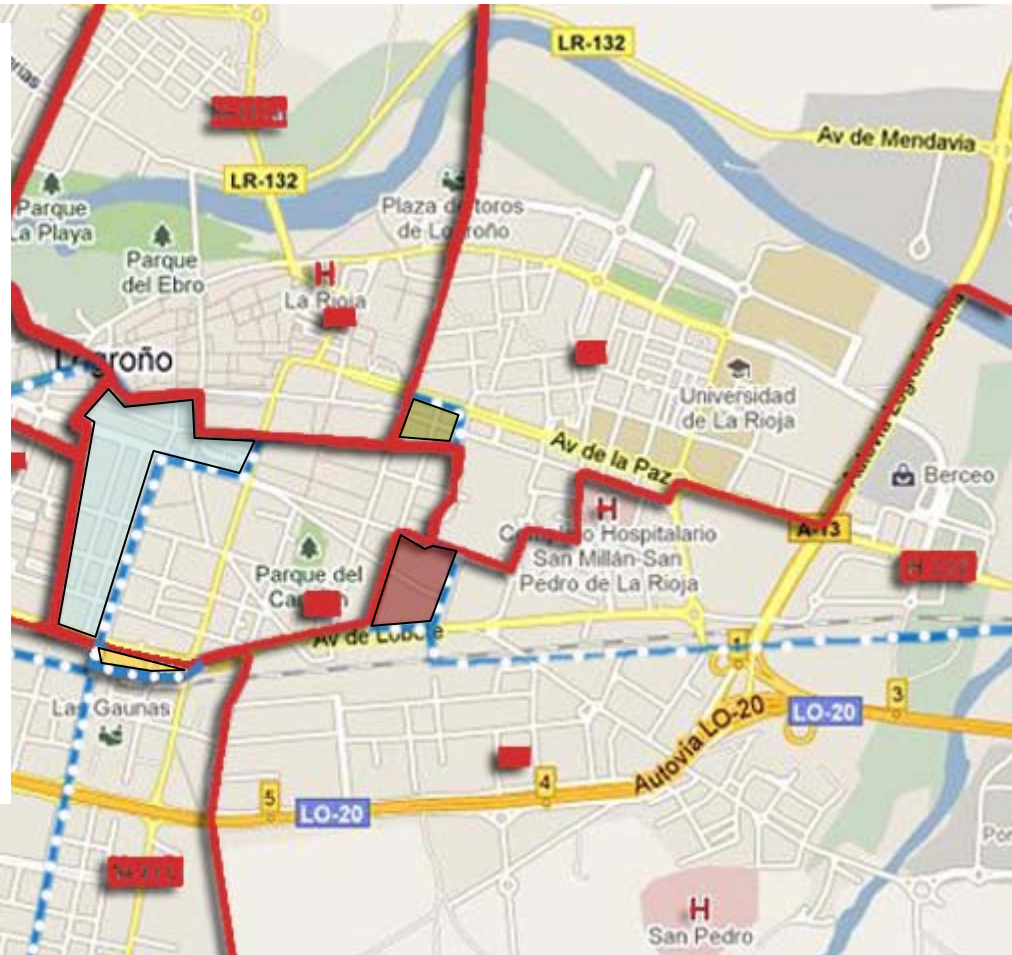 LR-132
LR-132
Av de Mendavia
Parque
La Playa
Plaza de toros
de Logroño
Parque
del Ebro
H
La Rioja
Logroño
Universidad
de La Rioja
Av de la Paz
Autovía Logroño Soria
Berceo
H
Complejo Hospitalario
San Millán-San
Pedro de La Rioja
A-13
Parque del
Av de Lobete
1
Las Gaunas
3
LO-20
Autovia LO-20
4
5
LO-20
H
San Pedro